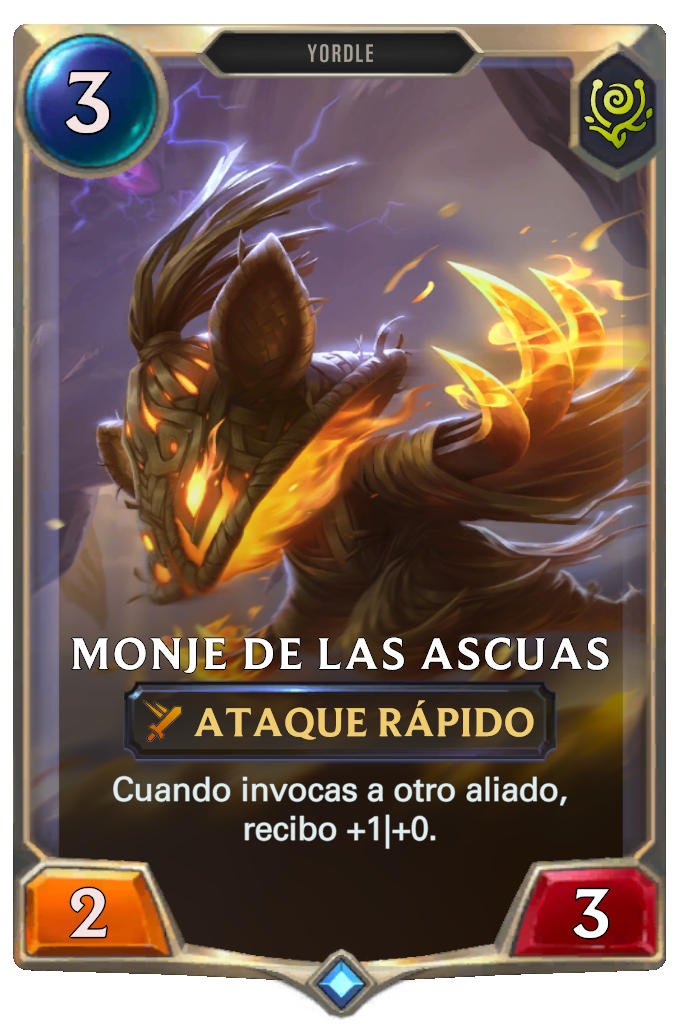 3
YORDLE
MONJE DE LAS ASCUAS
ATAQUE RÁPIDO
Cuando invocas a otro aliado,
recibo +1|+0.
2
3